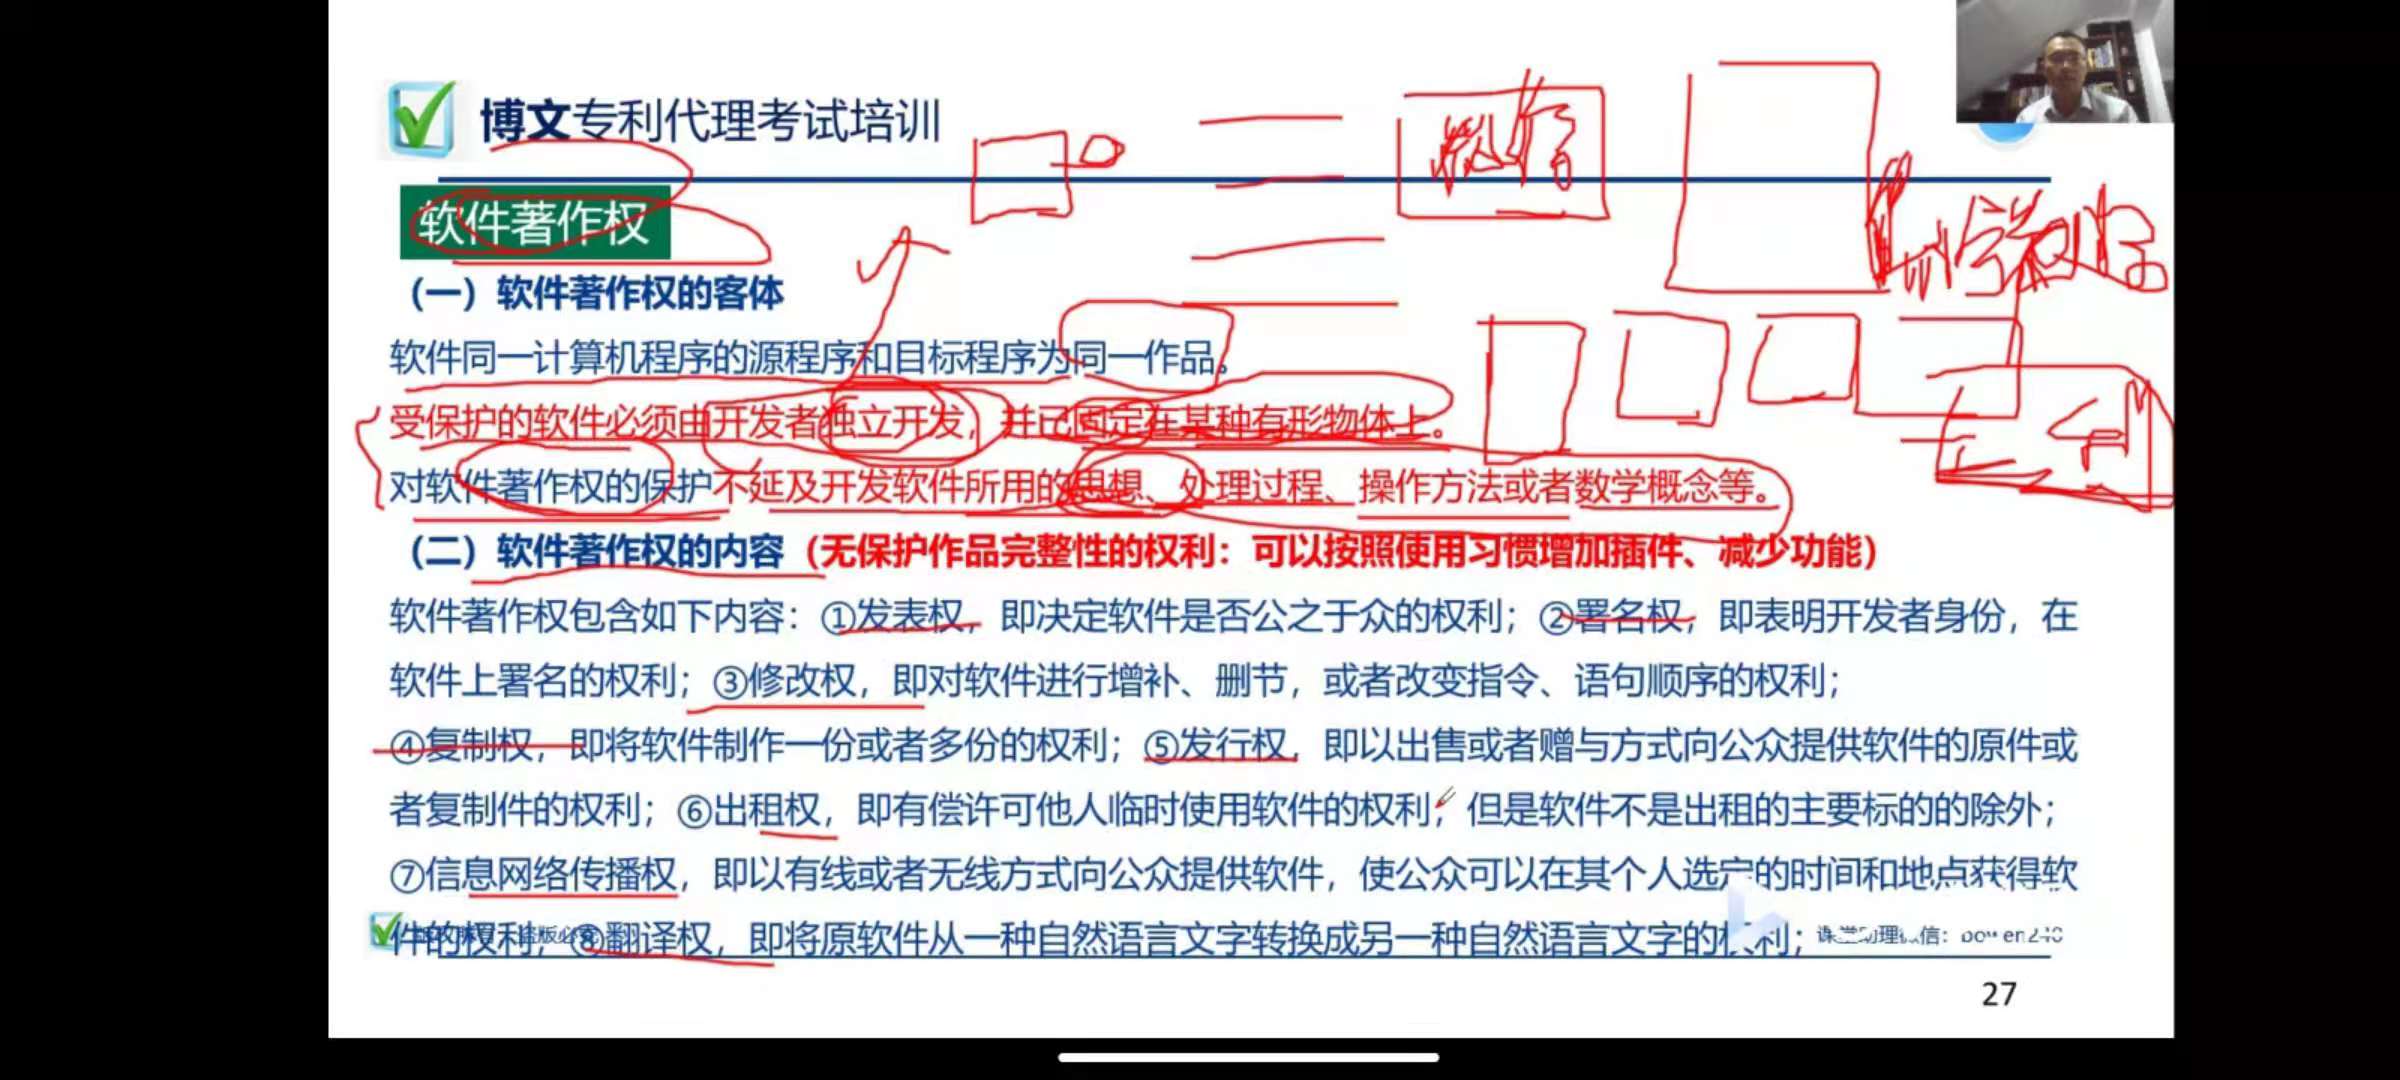 博文专利代理考试培训
软件著作权
（一）软件著作权的客体
软件同一计算机程序的源程序和目标程序为同一作品。
受保护的软件必须由开发者独立开发，并已固定在某种有形物体上。
对软件著作权的保护不延及开发软件所用的思想、处理过程、操作方法或者数学概念等。
（二）软件著作权的内容（无保护作品完整性的权利：可以按照使用习惯增加插件、减少功能）
软件著作权包含如下内容：①发表权，即决定软件是否公之于众的权利；②署名权，即表明开发者身份，在
软件上署名的权利；③修改权，即对软件进行增补、删节，或者改变指令、语句顺序的权利；
④复制权，即将软件制作一份或者多份的权利；⑤发行权，即以出售或者赠与方式向公众提供软件的原件或
者复制件的权利；⑥出租权，即有偿许可他人临时使用软件的权利，但是软件不是出租的主要标的的除外；
⑦信息网络传播权，即以有线或者无线方式向公众提供软件，使公众可以在其个人选定的时间和地点获得软
件的权利；⑧翻译权，即将原软件从一种自然语言文字转换成另一种自然语言文字的权利；
课堂助理微信：bowen240
27